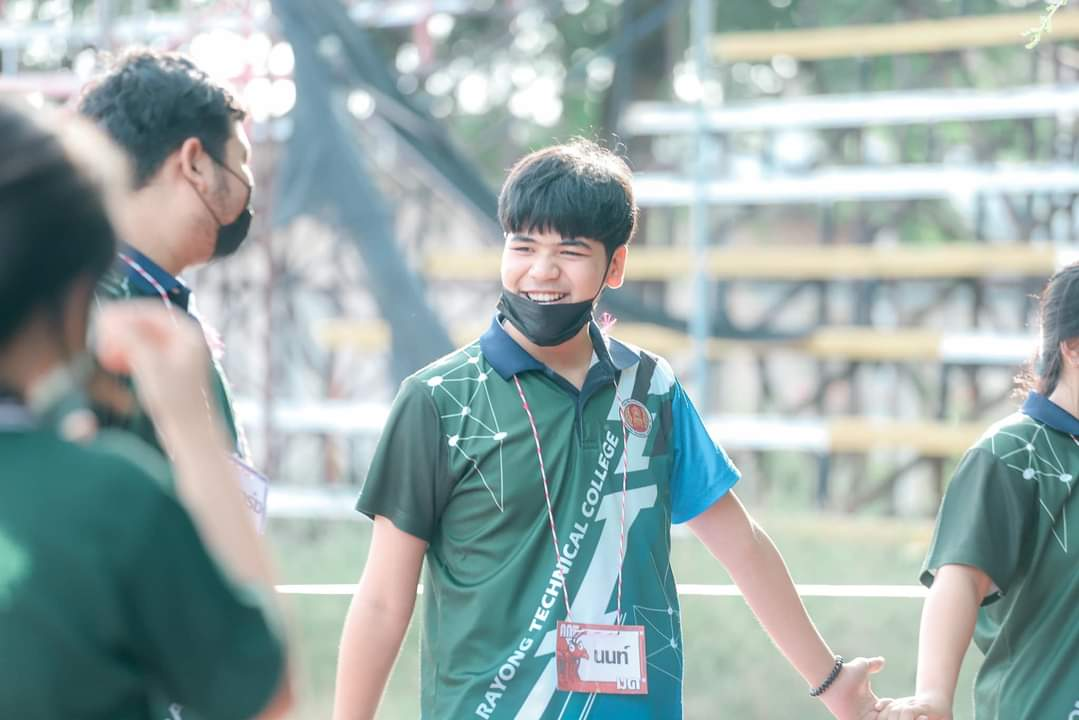 RAYONG TECHNICAL COLLEGE
นนท์